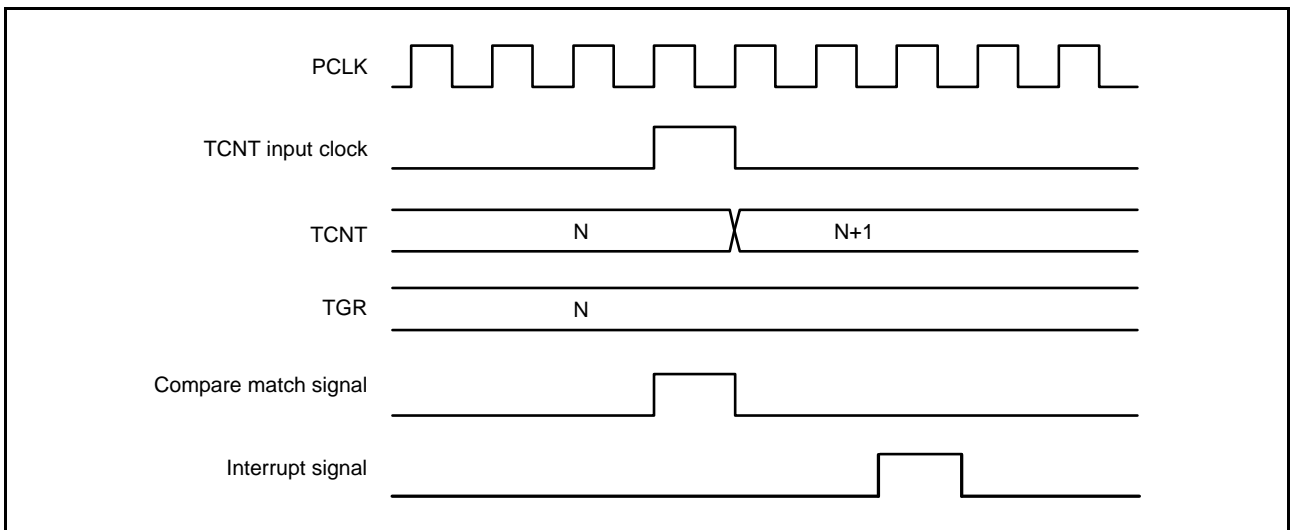 PCLK
TCNT input clock
TCNT
N
N+1
TGR
N
Compare match signal
Interrupt signal